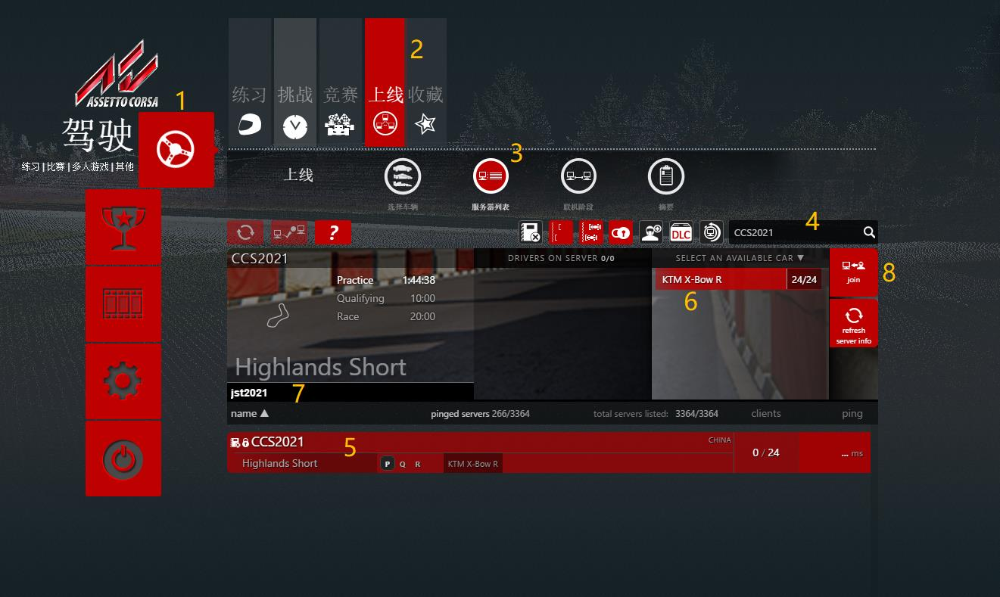 ASSETTO CORSA
1
驾驶
练习 | 比赛 | 多人游戏 | 其他
练习
挑战
竞赛
上线
收藏
2
上线
选择车辆
服务器列表
联机阶段
摘要
3
?
DLC
CCS2021
4
CCS2021
DRIVERS ON SERVER 0/0
SELECT AN AVAILABLE CAR ▼
Practice 1:44:38
Qualifying 10:00
Race 20:00
Highlands Short
KTM X-Bow R 24/24
6
join
8
refresh
server info
jst2021
7
name ▲
pinged servers 266/3364
total servers listed: 3364/3364
clients
ping
CCS2021
5
CHINA
0 / 24
... ms
Highlands Short
P Q R
KTM X-Bow R